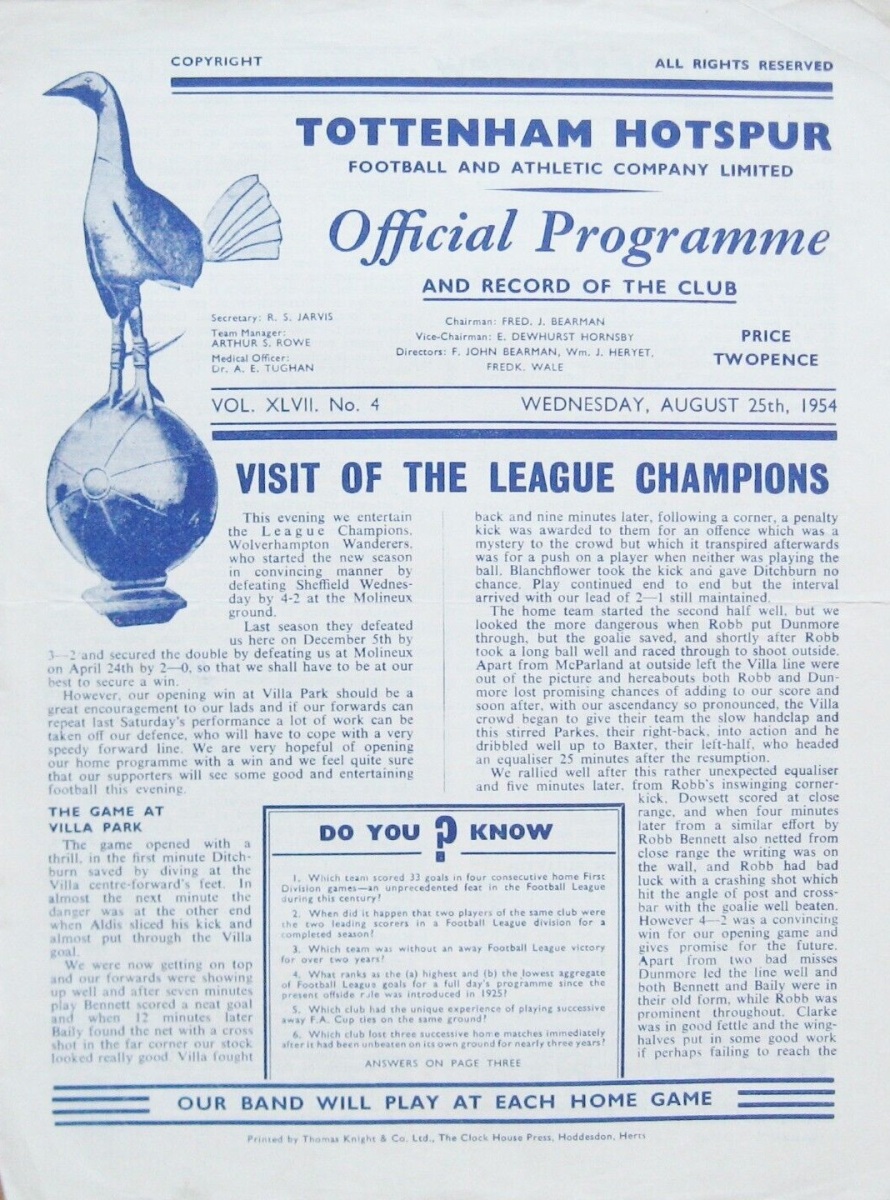 COPYRIGHT
ALL RIGHTS RESERVED
TOTTENHAM HOTSPUR
FOOTBALL AND ATHLETIC COMPANY LIMITED
Official Programme
AND RECORD OF THE CLUB
Secretary: R. S. JARVIS
Team Manager:
ARTHUR S. ROWE
Medical Officer:
Dr. A. E. TUGHAN
Chairman: FRED. J. BEARMAN
Vice-Chairman: E. DEWHURST HORNSBY
Directors: F. JOHN BEARMAN, Wm. J. HERYET,
FREDK. WALE
PRICE
TWOPENCE
VOL. XLVII. No. 4
WEDNESDAY, AUGUST 25th, 1954
VISIT OF THE LEAGUE CHAMPIONS
This evening we entertain
the League Champions,
Wolverhampton Wanderers,
who started the new season
in convincing manner by
defeating Sheffield Wednes-
day by 4-2 at the Molineux
ground.
Last season they defeated
us here on December 5th by
3—2 and secured the double by defeating us at Molineux
on April 24th by 2—0, so that we shall have to be at our
best to secure a win.
However, our opening win at Villa Park should be a
great encouragement to our lads and if our forwards can
repeat last Saturday's performance a lot of work can be
taken off our defence, who will have to cope with a very
speedy forward line. We are very hopeful of opening
our home programme with a win and we feel quite sure
that our supporters will see some good and entertaining
football this evening.
THE GAME AT
VILLA PARK
The game opened with a
thrill, in the first minute Ditch-
burn saved by diving at the
Villa centre-forward's feet. In
almost the next minute the
danger was at the other end
when Aldis sliced his kick and
almost put through the Villa
goal.
We were now getting on top
and our forwards were showing
up well and after seven minutes
play Bennett scored a neat goal
and when 12 minutes later
Baily found the net with a cross
shot in the far corner our stock
looked really good. Villa fought
back and nine minutes later, following a corner, a penalty
kick was awarded to them for an offence which was a
mystery to the crowd but which it transpired afterwards
was for a push on a player when neither was playing the
ball. Blanchflower took the kick and gave Ditchburn no
chance. Play continued end to end but the interval
arrived with our lead of 2—1 still maintained.
The home team started the second half well, but we
looked the more dangerous when Robb put Dunmore
through, but the goalie saved, and shortly after Robb
took a long ball well and raced through to shoot outside.
Apart from McParland at outside left the Villa line were
out of the picture and hereabouts both Robb and Dun-
more lost promising chances of adding to our score and
soon after, with our ascendancy so pronounced, the Villa
crowd began to give their team the slow handclap and
this stirred Parkes, their right-back, into action and he
dribbled well up to Baxter, their left-half, who headed
an equaliser 25 minutes after the resumption.
We rallied well after this rather unexpected equaliser
and five minutes later, from Robb's inswinging corner-
kick, Dowsett scored at close
range, and when four minutes
later from a similar effort by
Robb Bennett also netted from
close range the writing was on
the wall, and Robb had bad
luck with a crashing shot which
hit the angle of post and cross-
bar with the goalie well beaten.
However 4—2 was a convincing
win for our opening game and
gives promise for the future.
Apart from two bad misses
Dunmore led the line well and
both Bennett and Baily were in
their old form, while Robb was
prominent throughout. Clarke
was in good fettle and the wing-
halves put in some good work
if perhaps failing to reach the
DO YOU ? KNOW
1. Which team scored 33 goals in four consecutive home First
Division games—an unprecedented feat in the Football League
during this century?
2. When did it happen that two players of the same club were
the two leading scorers in a Football League division for a
completed season?
3. Which team was without an away Football League victory
for over two years?
4. What ranks as the (a) highest and (b) the lowest aggregate
of Football League goals for a full day's programme since the
present offside rule was introduced in 1925?
5. Which club had the unique experience of playing successive
away F.A. Cup ties on the same ground?
6. Which club lost three successive home matches immediately
after it had been unbeaten on its own ground for nearly three years?
ANSWERS ON PAGE THREE
OUR BAND WILL PLAY AT EACH HOME GAME
Printed by Thomas Knight & Co. Ltd., The Clock House Press, Hoddesdon, Herts